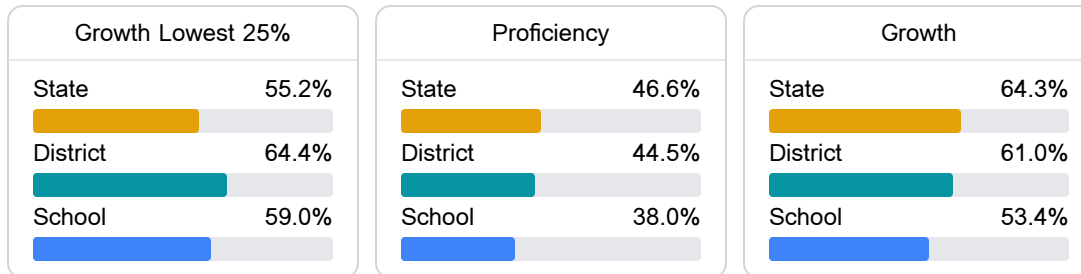 Growth Lowest 25%
State 55.2%
District 64.4%
School 59.0%
Proficiency
State 46.6%
District 44.5%
School 38.0%
Growth
State 64.3%
District 61.0%
School 53.4%